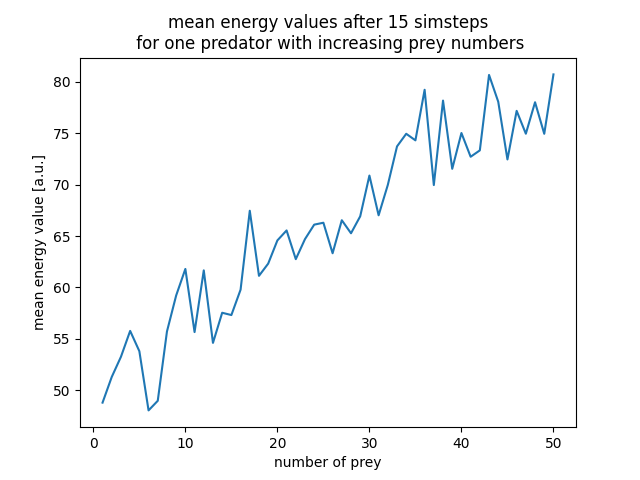 mean energy values after 15 simsteps
for one predator with increasing prey numbers
80
75
70
65
60
55
50
mean energy value [a.u.]
0 10 20 30 40 50
number of prey